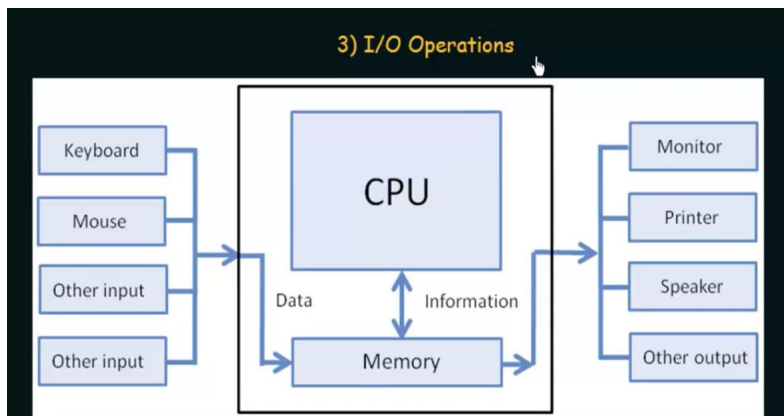 3) I/O Operations
Keyboard
Mouse
Other input
Other input
CPU
Data
Information
Memory
Monitor
Printer
Speaker
Other output